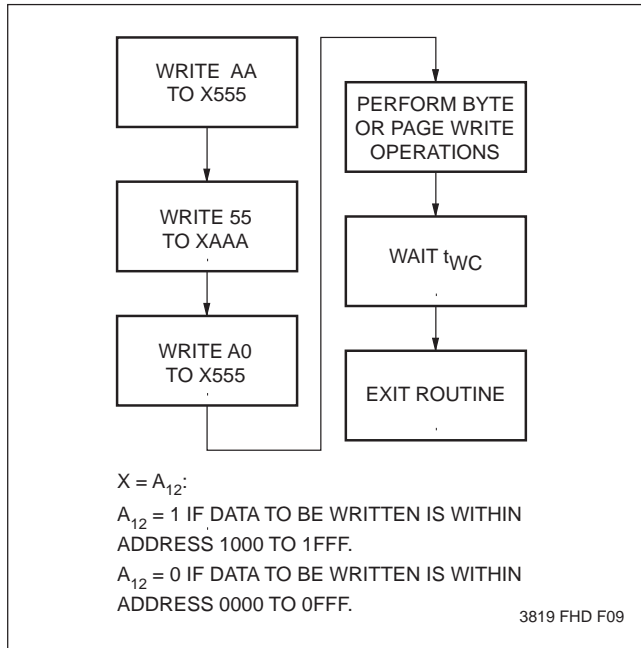 WRITE AA
TO X555
WRITE 55
TO XAAA
WRITE A0
TO X555
PERFORM BYTE
OR PAGE WRITE
OPERATIONS
WAIT tWC
EXIT ROUTINE
X = A12:
A12 = 1 IF DATA TO BE WRITTEN IS WITHIN
ADDRESS 1000 TO 1FFF.
A12 = 0 IF DATA TO BE WRITTEN IS WITHIN
ADDRESS 0000 TO 0FFF.
3819 FHD F09